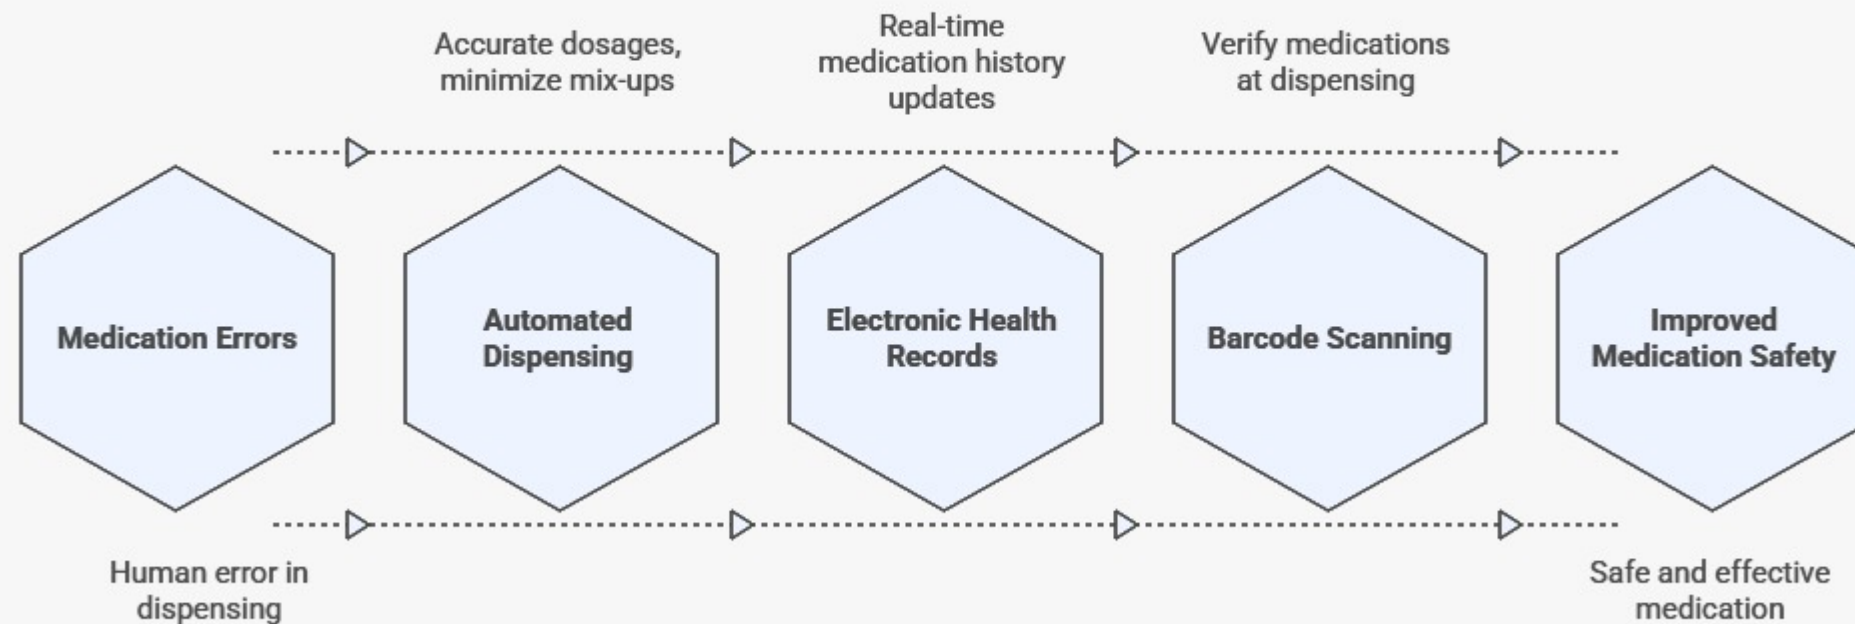 Accurate dosages,
minimize mix-ups
Real-time
medication history
updates
Verify medications
at dispensing
Medication Errors
Automated
Dispensing
Electronic Health
Records
Barcode Scanning
Improved
Medication Safety
Human error in
dispensing
Safe and effective
medication